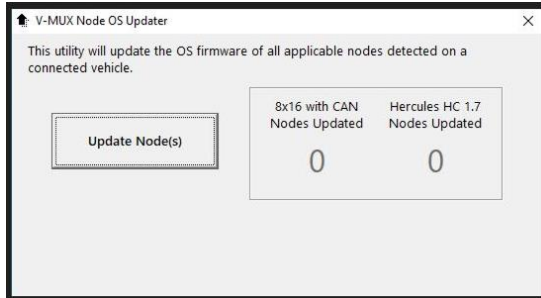 V-MUX Node OS Updater
This utility will update the OS firmware of all applicable nodes detected on a
connected vehicle.
Update Node(s)
8x16 with CAN
Nodes Updated
0
Hercules HC 1.7
Nodes Updated
0